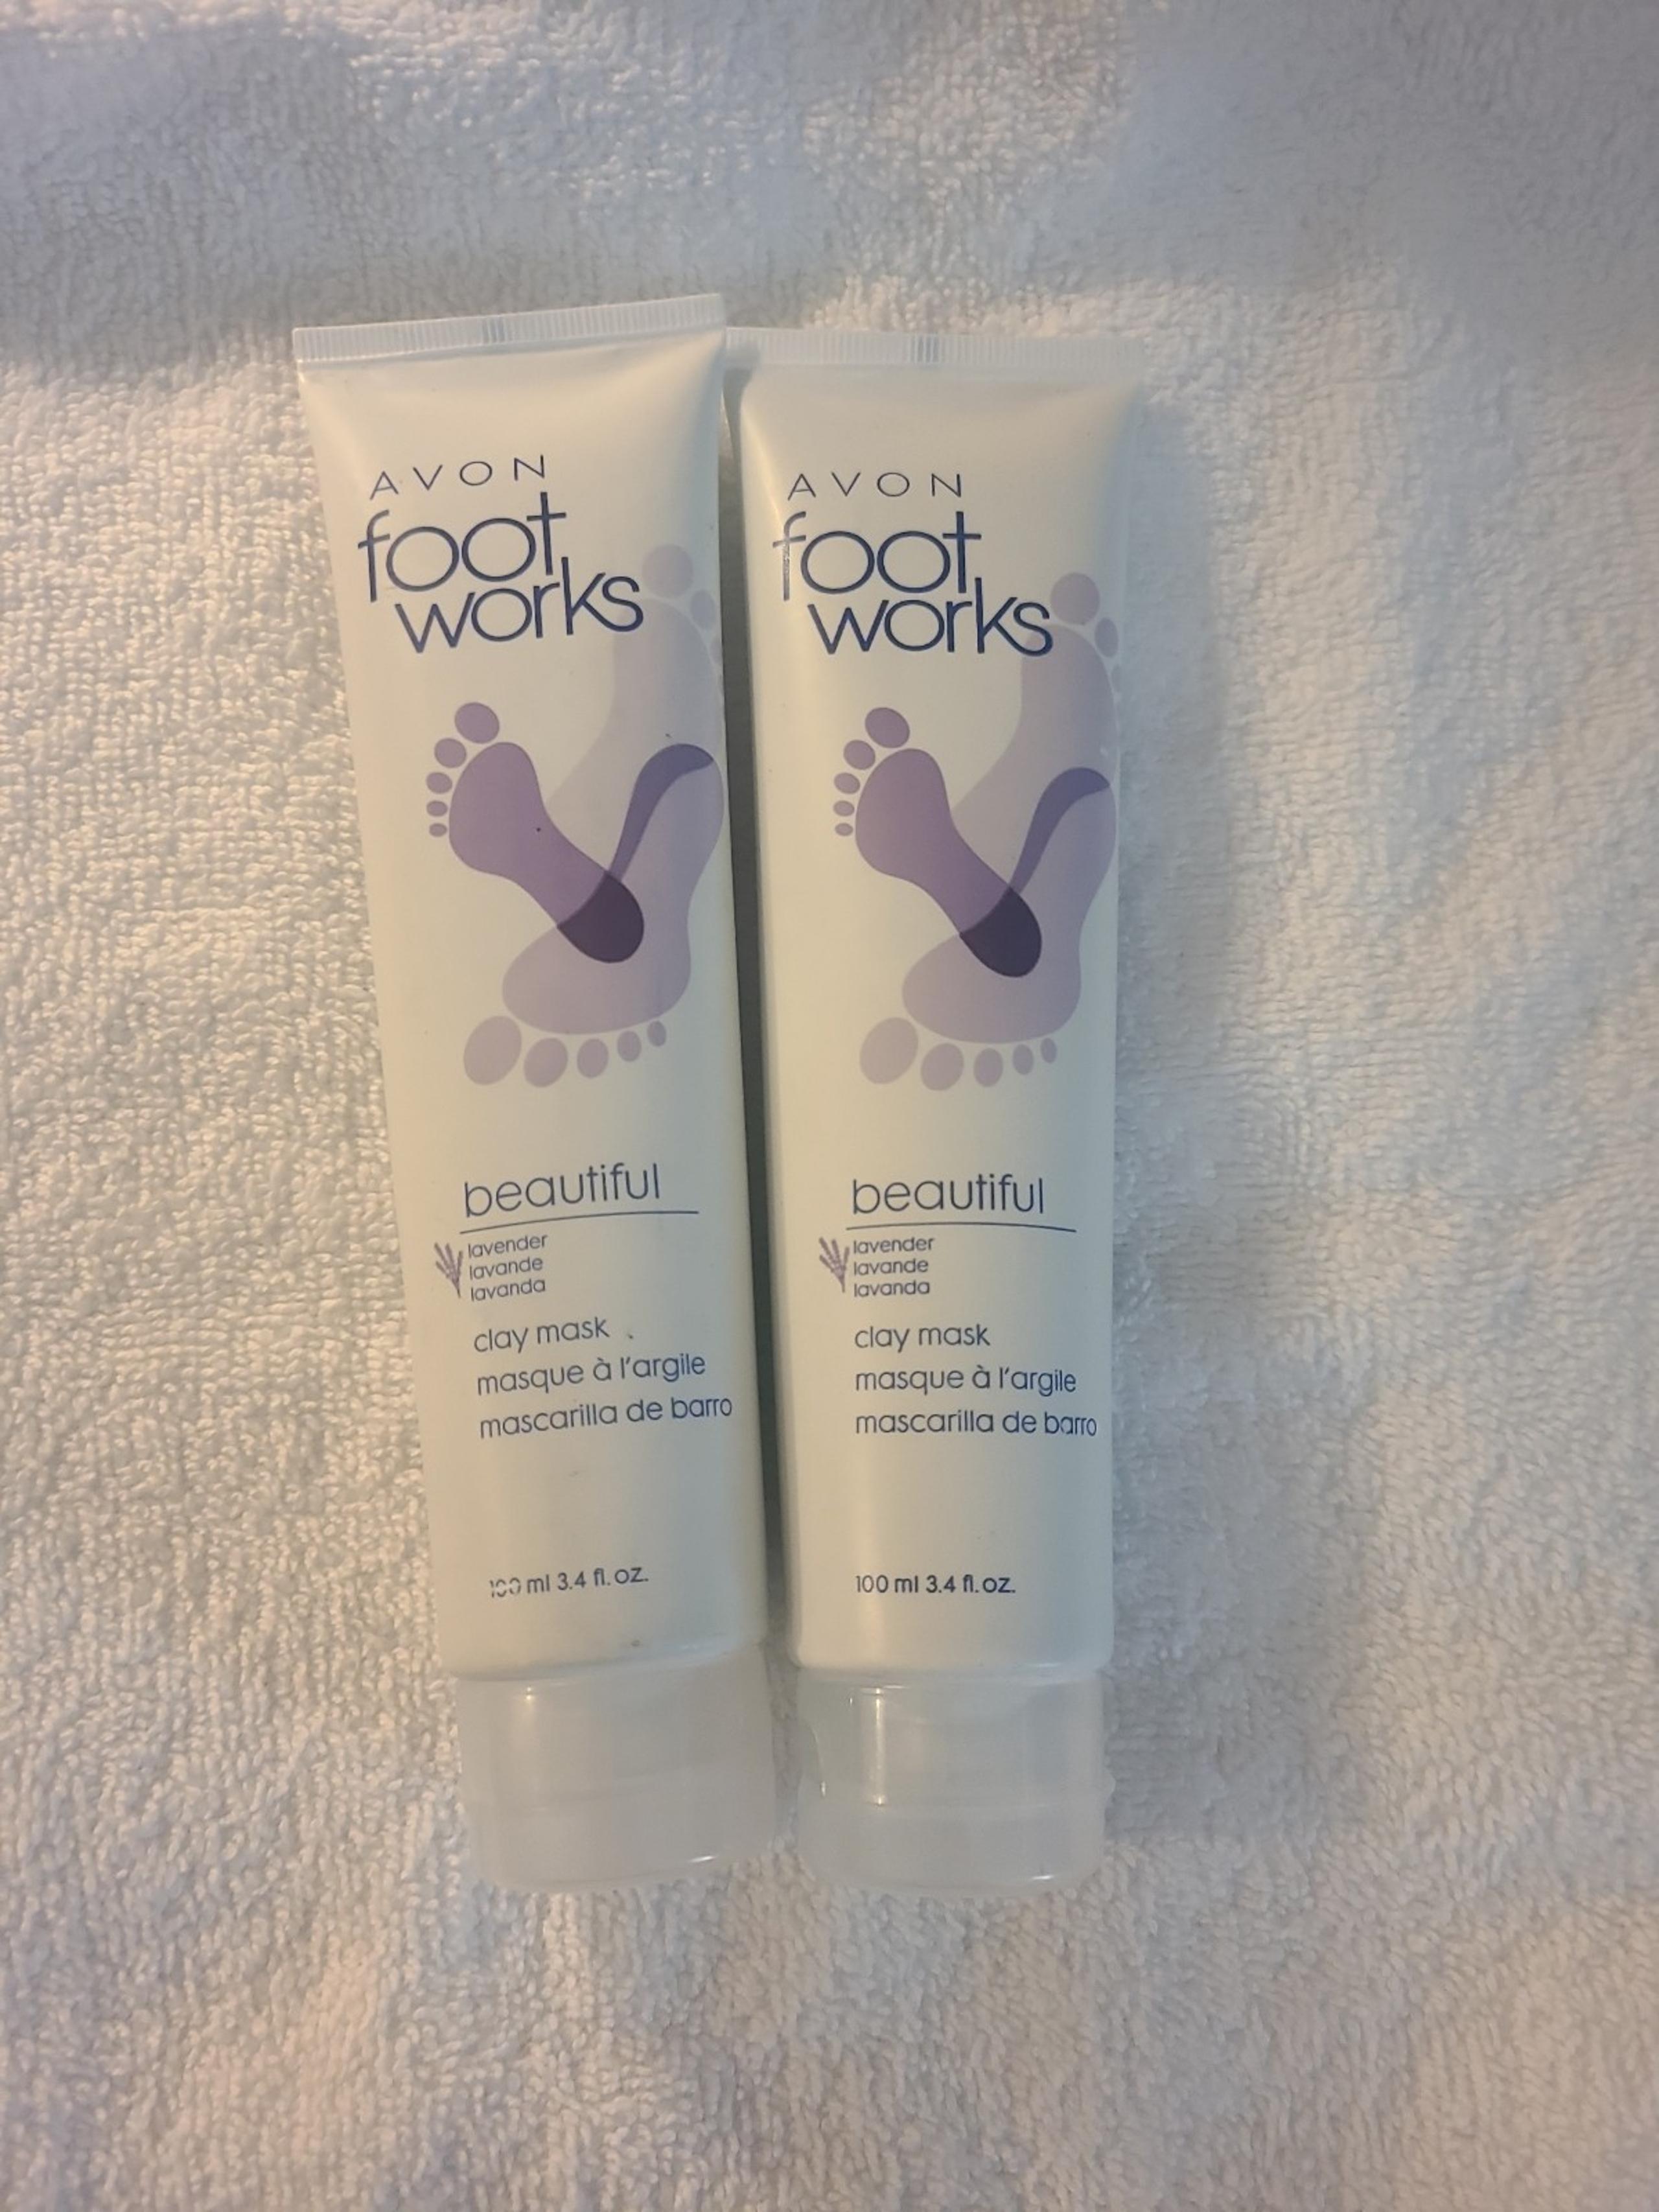 AVON
foot
works
beautiful
lavender
lavande
lavanda
clay mask
masque à l'argile
mascarilla de barro
100 ml 3.4 fl. oz.
AVON
foot
works
beautiful
lavender
lavande
lavanda
clay mask
masque à l'argile
mascarilla de barro
100 ml 3.4 fl. oz.